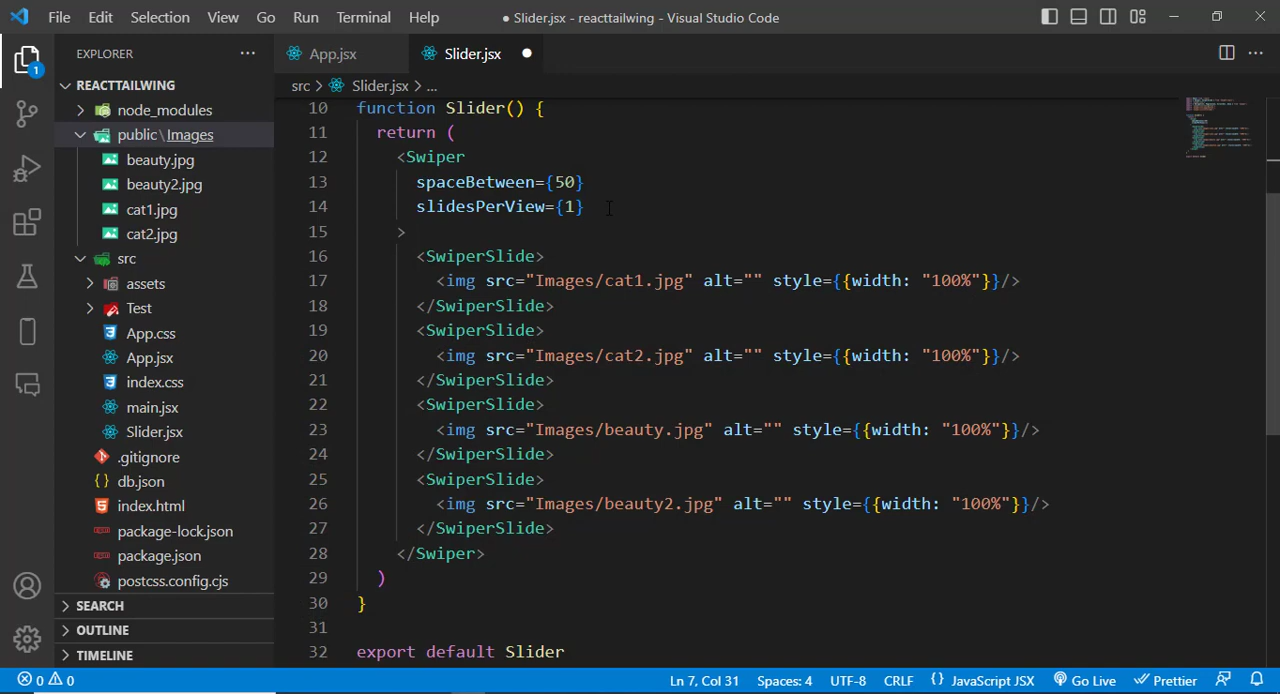 File Edit Selection View Go Run Terminal Help ● Slider.jsx - reacttailwing - Visual Studio Code
EXPLORER ···
App.jsx Slider.jsx ●
src > Slider.jsx > ...
1
REACTTAILWING
node_modules
public\Images
beauty.jpg
beauty2.jpg
cat1.jpg
cat2.jpg
src
assets
Test
App.css
App.jsx
index.css
main.jsx
Slider.jsx
.gitignore
db.json
index.html
package-lock.json
package.json
postcss.config.cjs
SEARCH
OUTLINE
TIMELINE
10 function Slider() {
11 return (
12 <Swiper
13 spaceBetween={50}
14 slidesPerView={1}
15 >
16 <SwiperSlide>
17 <img src="Images/cat1.jpg" alt="" style={{width: "100%"}}/>
18 </SwiperSlide>
19 <SwiperSlide>
20 <img src="Images/cat2.jpg" alt="" style={{width: "100%"}}/>
21 </SwiperSlide>
22 <SwiperSlide>
23 <img src="Images/beauty.jpg" alt="" style={{width: "100%"}}/>
24 </SwiperSlide>
25 <SwiperSlide>
26 <img src="Images/beauty2.jpg" alt="" style={{width: "100%"}}/>
27 </SwiperSlide>
28 </Swiper>
29 )
30 }
31
32 export default Slider
0 0 Ln 7, Col 31 Spaces: 4 UTF-8 CRLF {} JavaScript JSX Go Live Prettier